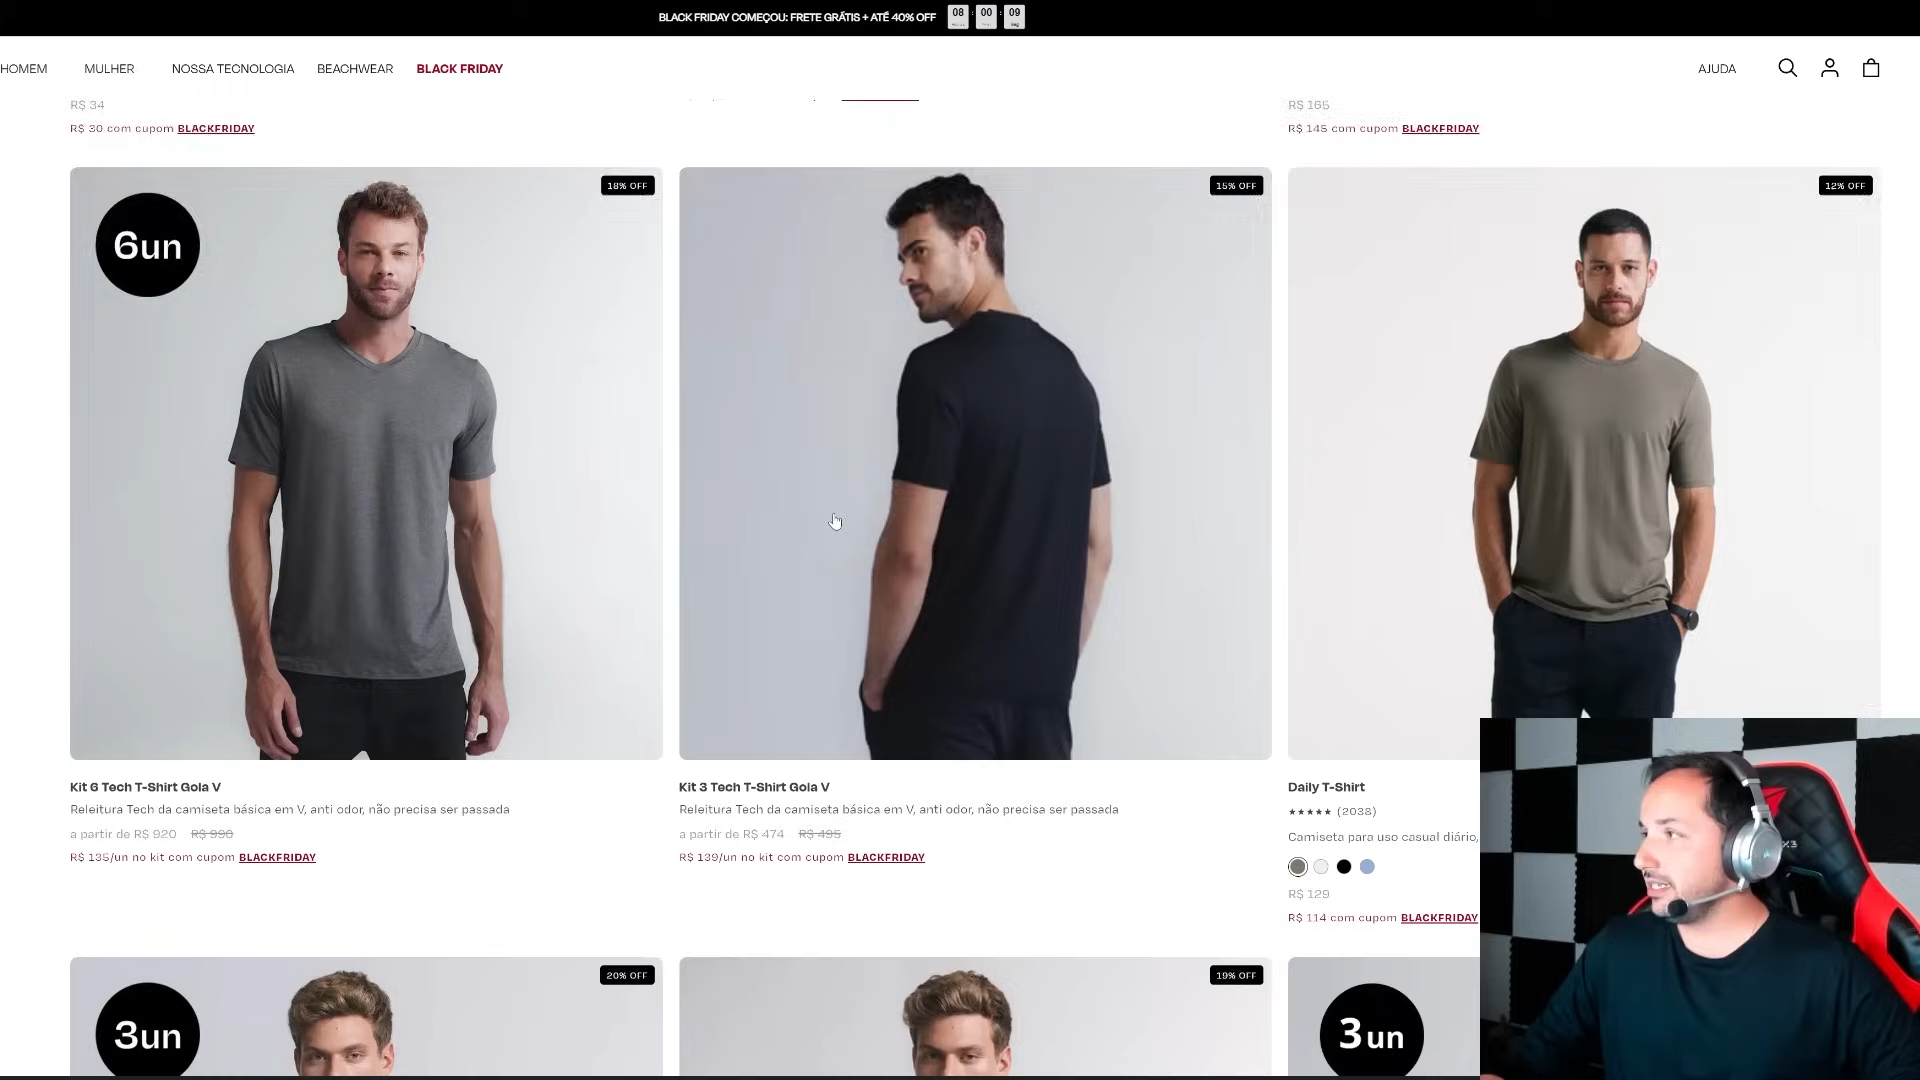 BLACK FRIDAY COMEÇOU: FRETE GRÁTIS + ATÉ 40% OFF 08 : 00 : 09
HOMEM MULHER NOSSA TECNOLOGIA BEACHWEAR BLACK FRIDAY AJUDA
R$ 34
R$ 165
R$ 30 com cupom BLACKFRIDAY
R$ 145 com cupom BLACKFRIDAY
6un
18% OFF
15% OFF
12% OFF
Kit 6 Tech T-Shirt Gola V
Releitura Tech da camiseta básica em V, anti odor, não precisa ser passada
a partir de R$ 920 R$ 990
R$ 135/un no kit com cupom BLACKFRIDAY
Kit 3 Tech T-Shirt Gola V
Releitura Tech da camiseta básica em V, anti odor, não precisa ser passada
a partir de R$ 474 R$ 495
R$ 139/un no kit com cupom BLACKFRIDAY
Daily T-Shirt
★★★★★ (2038)
Camiseta para uso casual diário,
R$ 129
R$ 114 com cupom BLACKFRIDAY
3un
20% OFF
19% OFF
3 un